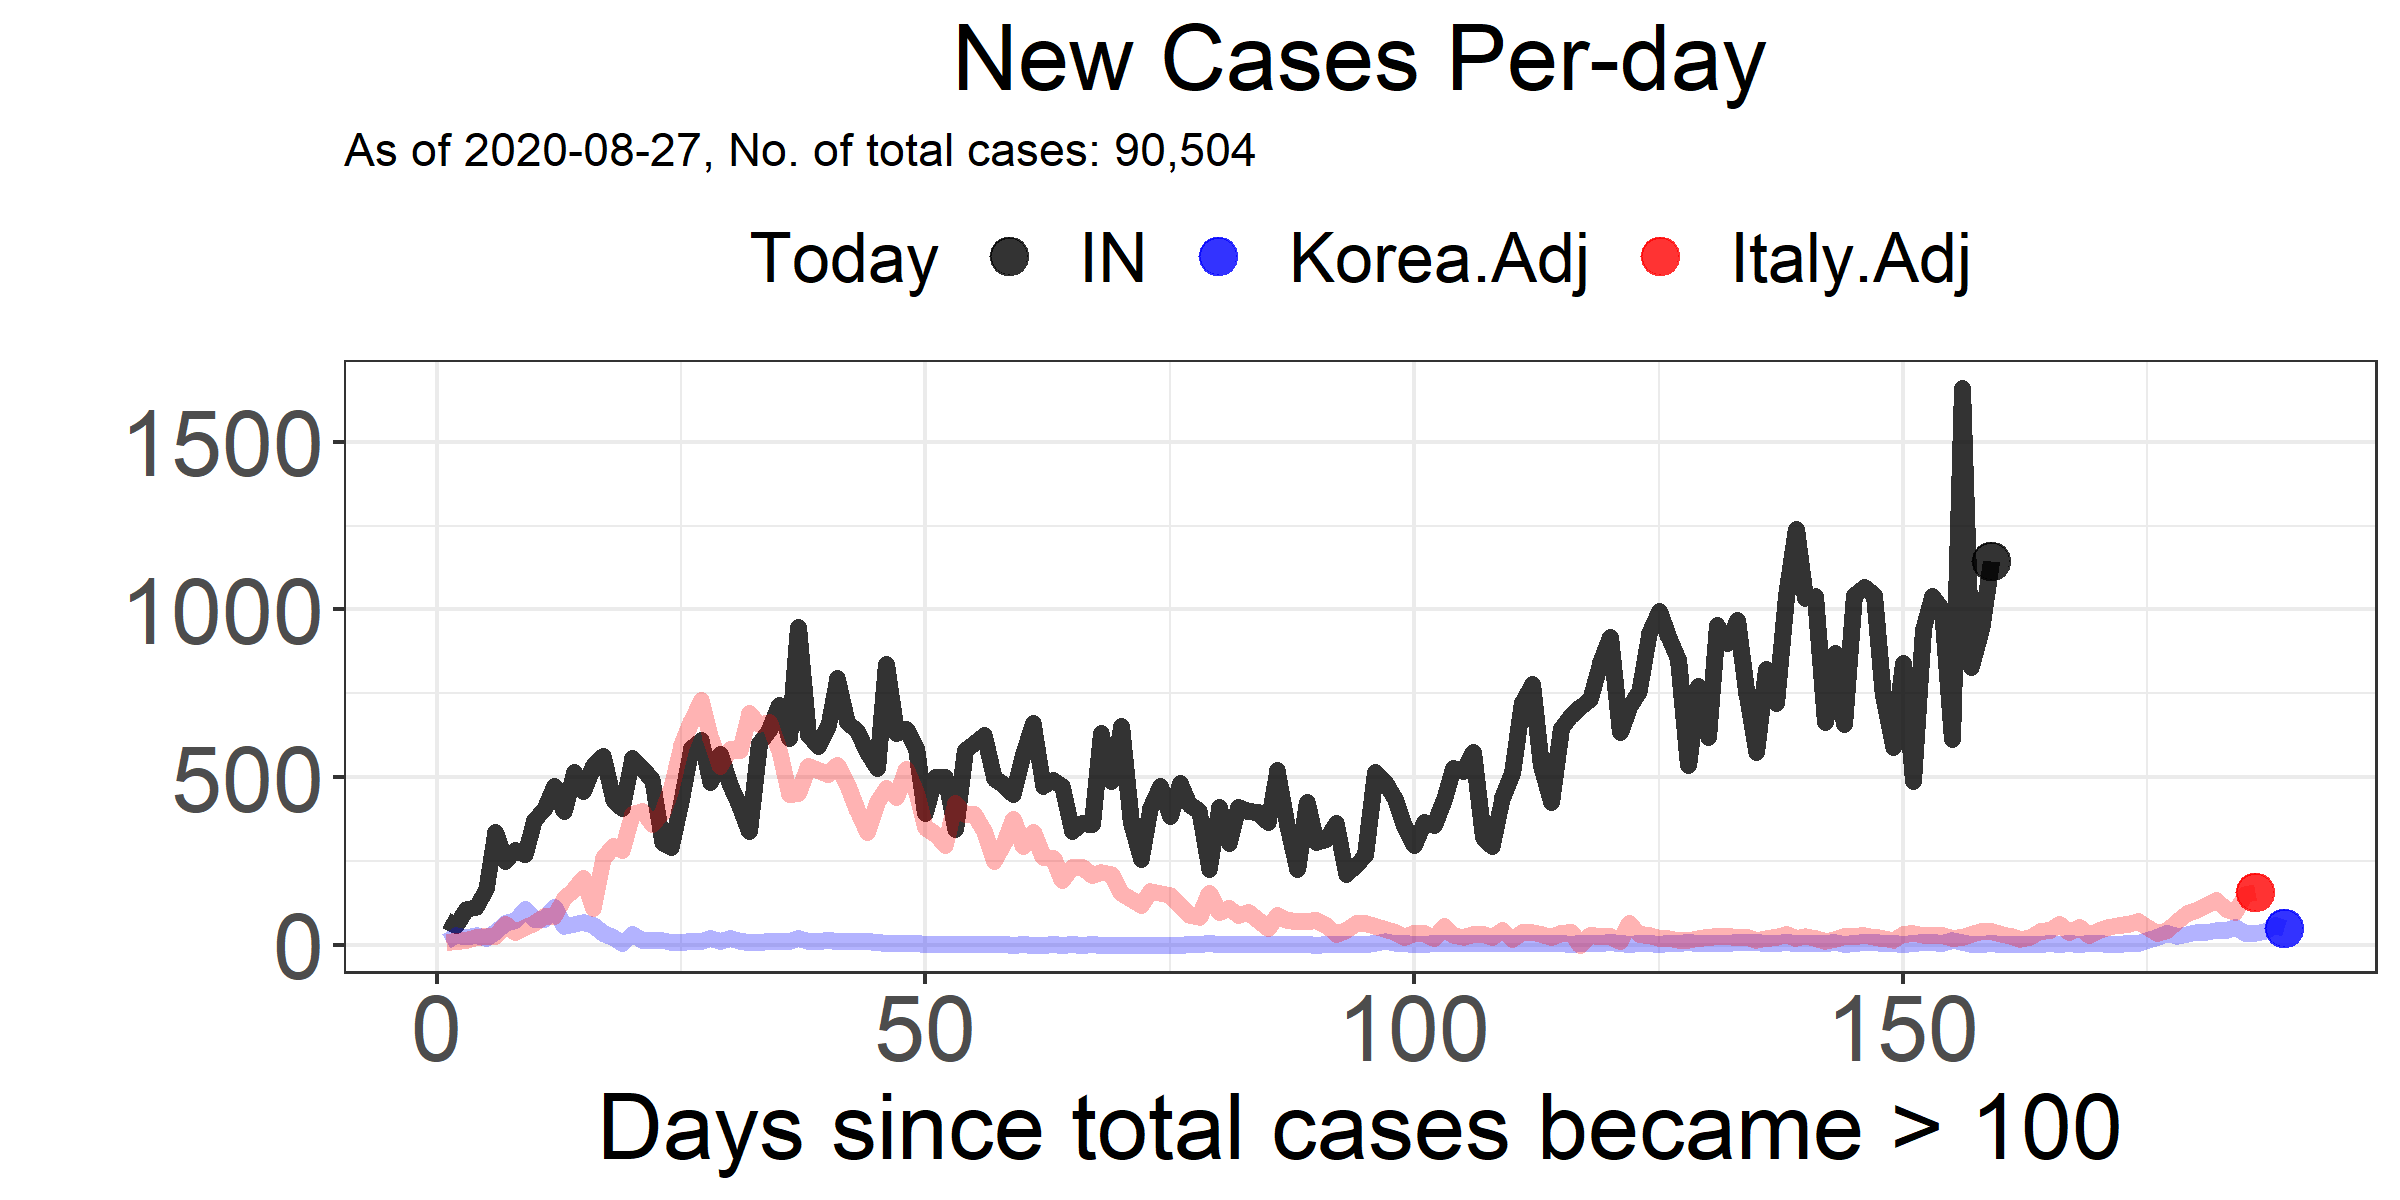 New Cases Per-day
As of 2020-08-27, No. of total cases: 90,504
Today IN Korea.Adj Italy.Adj
1500
1000
500
0
0 50 100 150
Days since total cases became > 100